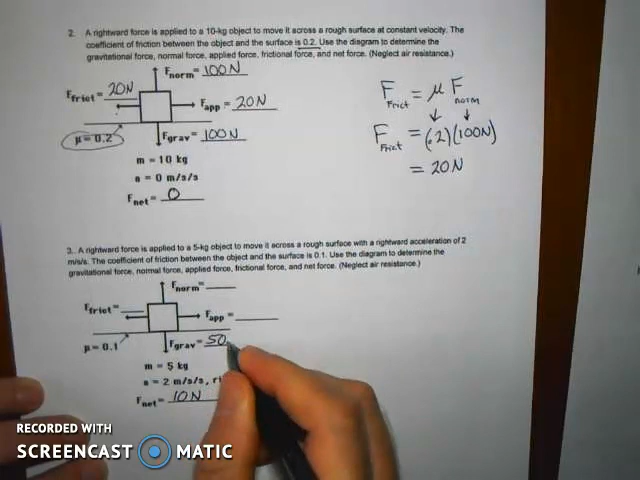 2. A rightward force is applied to a 10-kg object to move it across a rough surface at constant velocity. The
coefficient of friction between the object and the surface is 0.2. Use the diagram to determine the
gravitational force, normal force, applied force, frictional force, and net force. (Neglect air resistance.)
Fnorm = 100N
Ffrict = 20N
Fapp = 20N
μ = 0.2
Fgrav = 100N
m = 10 kg
a = 0 m/s/s
Fnet = 0
F Frict = μ F norm
F Frict = (.2)(100N)
= 20N
3. A rightward force is applied to a 5-kg object to move it across a rough surface with a rightward acceleration of 2
m/s/s. The coefficient of friction between the object and the surface is 0.1. Use the diagram to determine the
gravitational force, normal force, applied force, frictional force, and net force. (Neglect air resistance.)
Fnorm =
Ffrict =
Fapp =
μ = 0.1
Fgrav = 50
m = 5 kg
a = 2 m/s/s,
Fnet = 10N
RECORDED WITH
SCREENCAST MATIC